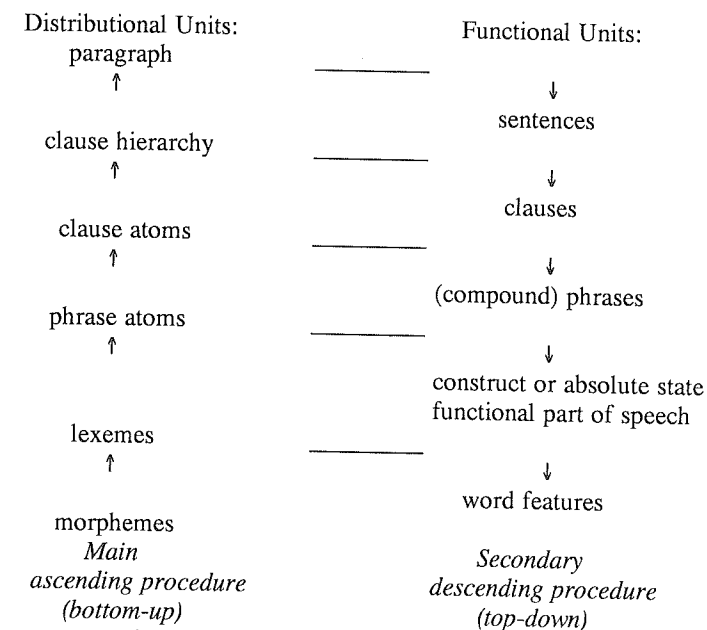 Distributional Units:
paragraph
↑
clause hierarchy
↑
clause atoms
↑
phrase atoms
↑
lexemes
↑
morphemes
Main
ascending procedure
(bottom-up)
Functional Units:
↓
sentences
↓
clauses
↓
(compound) phrases
↓
construct or absolute state
functional part of speech
↓
word features
Secondary
descending procedure
(top-down)